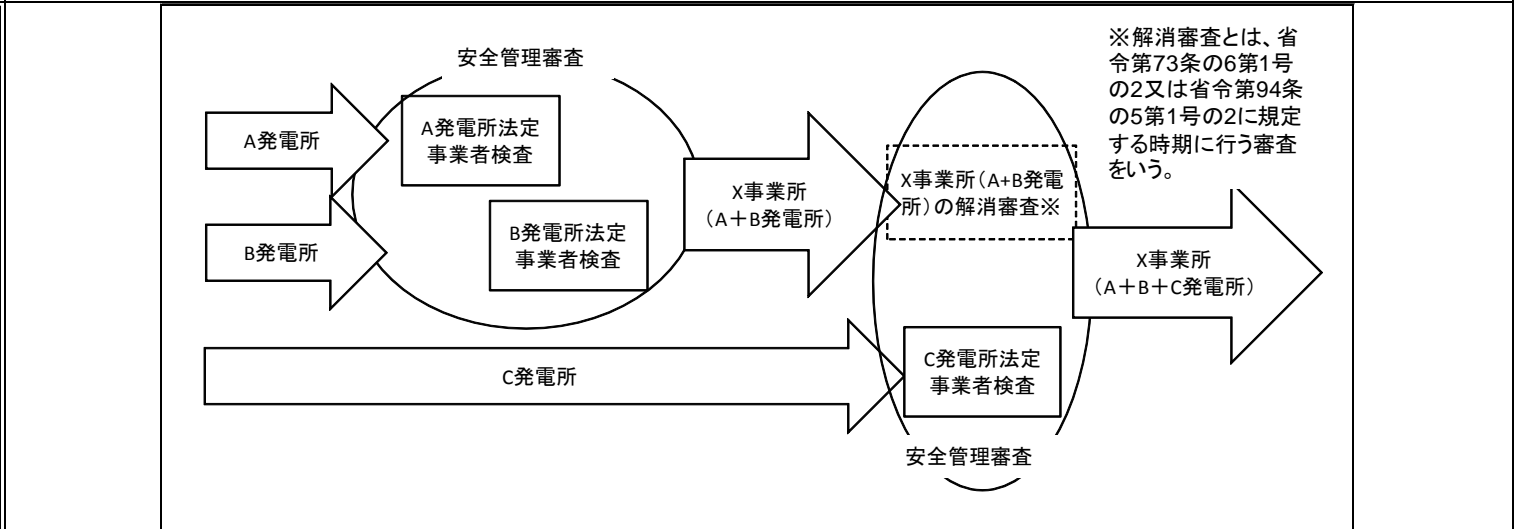 安全管理審査
※解消審査とは、省
令第73条の6第1号
の2又は省令第94条
の5第1号の2に規定
する時期に行う審査
をいう。
A発電所
A発電所法定
事業者検査
B発電所
B発電所法定
事業者検査
X事業所
（A＋B発電所）
X事業所（A+B発電
所）の解消審査※
X事業所
（A＋B＋C発電所）
C発電所
C発電所法定
事業者検査
安全管理審査